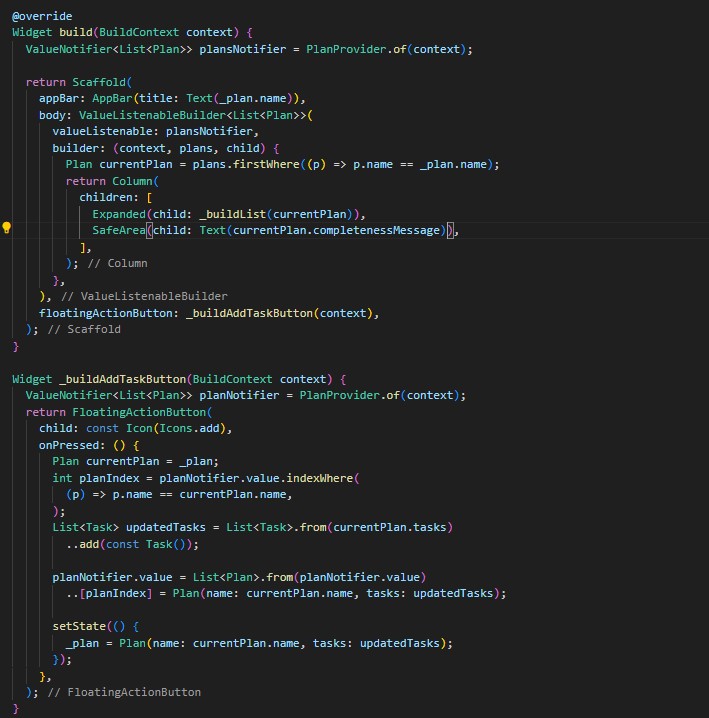 @override
Widget build(BuildContext context) {
  ValueNotifier<List<Plan>> plansNotifier = PlanProvider.of(context);

  return Scaffold(
    appBar: AppBar(title: Text(_plan.name)),
    body: ValueListenableBuilder<List<Plan>>(
      valueListenable: plansNotifier,
      builder: (context, plans, child) {
        Plan currentPlan = plans.firstWhere((p) => p.name == _plan.name);
        return Column(
          children: [
            Expanded(child: _buildList(currentPlan)),
            SafeArea(child: Text(currentPlan.completenessMessage)),
          ],
        ); // Column
      },
    ), // ValueListenableBuilder
    floatingActionButton: _buildAddTaskButton(context),
  ); // Scaffold
}

Widget _buildAddTaskButton(BuildContext context) {
  ValueNotifier<List<Plan>> planNotifier = PlanProvider.of(context);
  return FloatingActionButton(
    child: const Icon(Icons.add),
    onPressed: () {
      Plan currentPlan = _plan;
      int planIndex = planNotifier.value.indexWhere(
        (p) => p.name == currentPlan.name,
      );
      List<Task> updatedTasks = List<Task>.from(currentPlan.tasks)
        ..add(const Task());

      planNotifier.value = List<Plan>.from(planNotifier.value)
        ..[planIndex] = Plan(name: currentPlan.name, tasks: updatedTasks);

      setState(() {
        _plan = Plan(name: currentPlan.name, tasks: updatedTasks);
      });
    },
  ); // FloatingActionButton
}